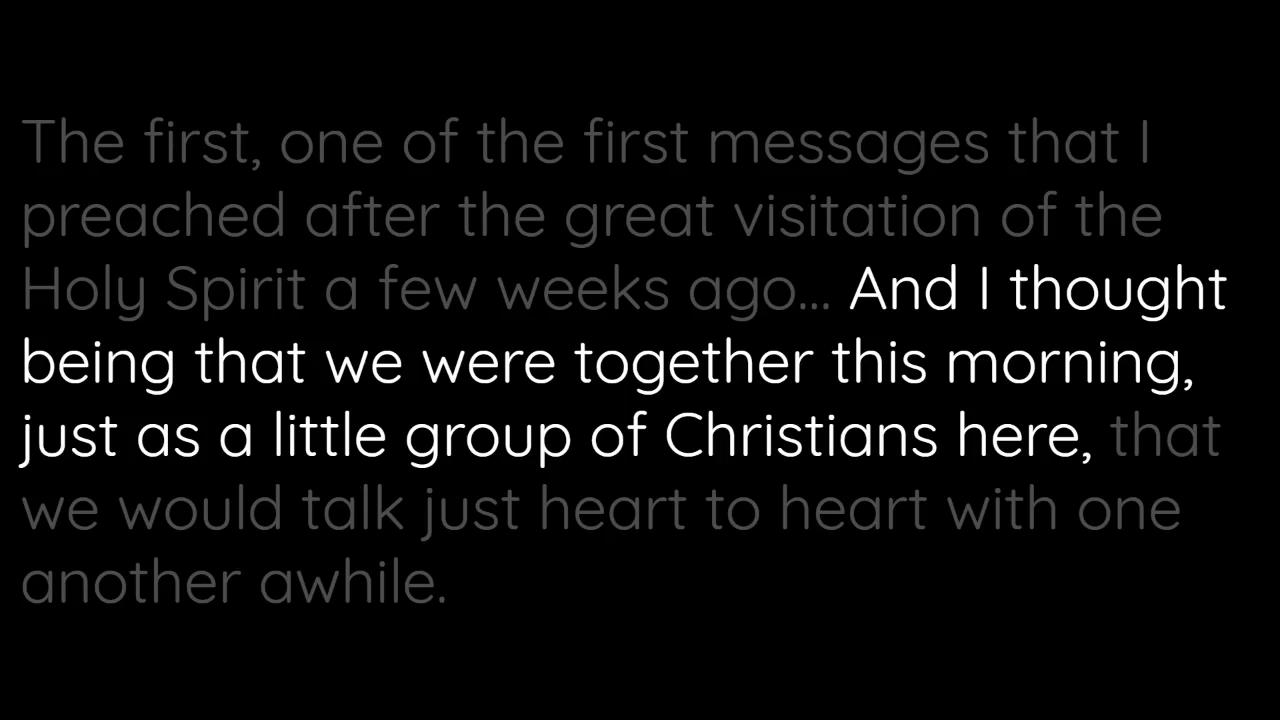 The first, one of the first messages that I
preached after the great visitation of the
Holy Spirit a few weeks ago... And I thought
being that we were together this morning,
just as a little group of Christians here, that
we would talk just heart to heart with one
another awhile.